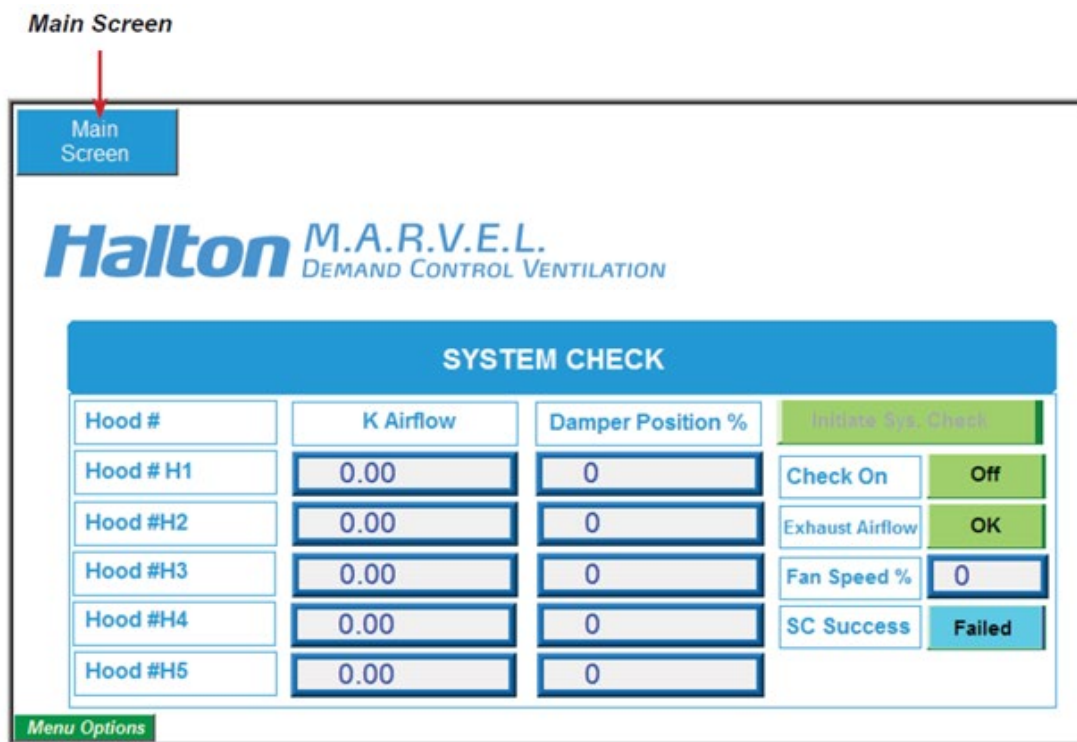 Main Screen
Main
Screen
Halton M.A.R.V.E.L.
DEMAND CONTROL VENTILATION
SYSTEM CHECK
Hood # K Airflow Damper Position % Initiate Sys. Check
Hood # H1 0.00 0 Check On Off
Hood #H2 0.00 0 Exhaust Airflow OK
Hood #H3 0.00 0 Fan Speed % 0
Hood #H4 0.00 0 SC Success Failed
Hood #H5 0.00 0
Menu Options